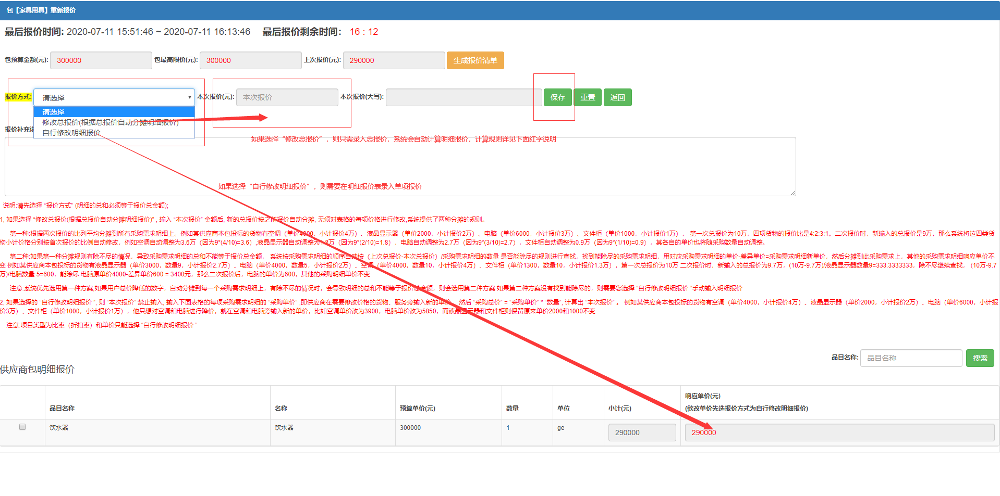 包【家具用具】重新报价
最后报价时间: 2020-07-11 15:51:46 ~ 2020-07-11 16:13:46 最后报价剩余时间: 16 : 12
包预算金额(元): 300000 包最高限价(元): 300000 上次报价(元): 290000 生成报价清单
报价方式: 请选择 本次报价(元): 本次报价 本次报价(大写): 保存 重置 返回
请选择
修改总报价(根据总报价自动分摊明细报价)
自行修改明细报价
报价补充说
如果选择“修改总报价”，则只需录入总报价，系统会自动计算明细报价，计算规则详见下面红字说明
如果选择“自行修改明细报价”，则需要在明细报价表录入单项报价
说明:请先选择 “报价方式” (明细的总和必须等于报价总金额);
1, 如果选择 “修改总报价(根据总报价自动分摊明细报价)” , 输入 “本次报价” 金额后, 新的总报价按之前报价自动分摊, 无须对表格的每项价格进行修改,系统提供了两种分摊的规则。
第一种:根据两次报价的比列平均分摊到所有采购需求明细上。例如某供应商本包投标的货物有空调（单价4000，小计报价4万）、液晶显示器（单价2000，小计报价2万）、电脑（单价6000，小计报价3万）、文件柜（单价1000，小计报价1万）， 第一次总报价为10万，四项货物的报价比是4:2:3:1。二次报价时，新输入的总报价是9万，那么系统将这四类货
物小计价格分别按首次报价的比例自动修改，例如空调自动调整为3.6万（因为9*(4/10)=3.6）,液晶显示器自动调整为1.8万（因为9*(2/10)=1.8），电脑自动调整为2.7万（因为9*(3/10)=2.7），文件柜自动调整为0.9万（因为9*(1/10)=0.9），其各自的单价也将随采购数量自动调整。
第二种:如果第一种分摊规则有除不尽的情况，导致采购需求明细的总和不能等于报价总金额， 系统按采购需求明细的顺序自动按（上次总报价-本次总报价）/采购需求明细的数量 是否能除尽的规则进行查找，找到能除尽的采购需求明细，用对应采购需求明细的单价-差异单价=采购需求明细新单价，然后分摊到此采购需求上，其他的采购需求明细响应单价不
变 例如某供应商本包投标的货物有液晶显示器（单价3000，数量9，小计报价2.7万）、电脑（单价4000，数量5，小计报价2万）、空调（单价4000，数量10，小计报价4万）、文件柜（单价1300，数量10，小计报价1.3万），第一次总报价为10万 二次报价时，新输入的总报价为9.7万，(10万-9.7万)/液晶显示器数量9=333.3333333，除不尽继续查找， (10万-9.7
万)/电脑数量 5=600，能除尽 电脑原单价4000-差异单价600 = 3400元，那么二次报价后，电脑的单价为600，其他的采购明细单价不变
注意:系统优先选用第一种方案,如果用户总价降低的数字，自动分摊到每一个采购需求明细上，有除不尽的情况时，会导致明细的总和不能等于报价总金额，则会选用第二种方案 如果第二种方案没有找到能除尽的，则需要您选择 “自行修改明细报价 ”手动输入明细报价
2, 如果选择的 “自行修改明细报价 ”, 则 “本次报价” 禁止输入, 输入下面表格的每项采购需求明细的 “采购单价” ,即供应商在需要修改价格的货物、服务旁输入新的单价， 然后 “采购总价” = “采购单价” * “数量”, 计算出 “本次报价” 。 例如某供应商本包投标的货物有空调（单价4000，小计报价4万）、液晶显示器（单价2000，小计报价2万）、电脑（单价6000，小计报
价3万）、文件柜（单价1000，小计报价1万），他只想对空调和电脑进行降价，就在空调和电脑旁输入新的单价，比如空调单价改为3900，电脑单价改为5850，而液晶显示器和文件柜则保留原来单价2000和1000不变
注意:项目类型为比率（折扣率）和单价只能选择 “自行修改明细报价 ”
品目名称: 品目名称 搜索
供应商包明细报价
品目名称 名称 预算单价(元) 数量 单位 小计(元) 响应单价(元)
(欲改单价先选报价方式为自行修改明细报价)
饮水器 饮水器 300000 1 ge 290000 290000